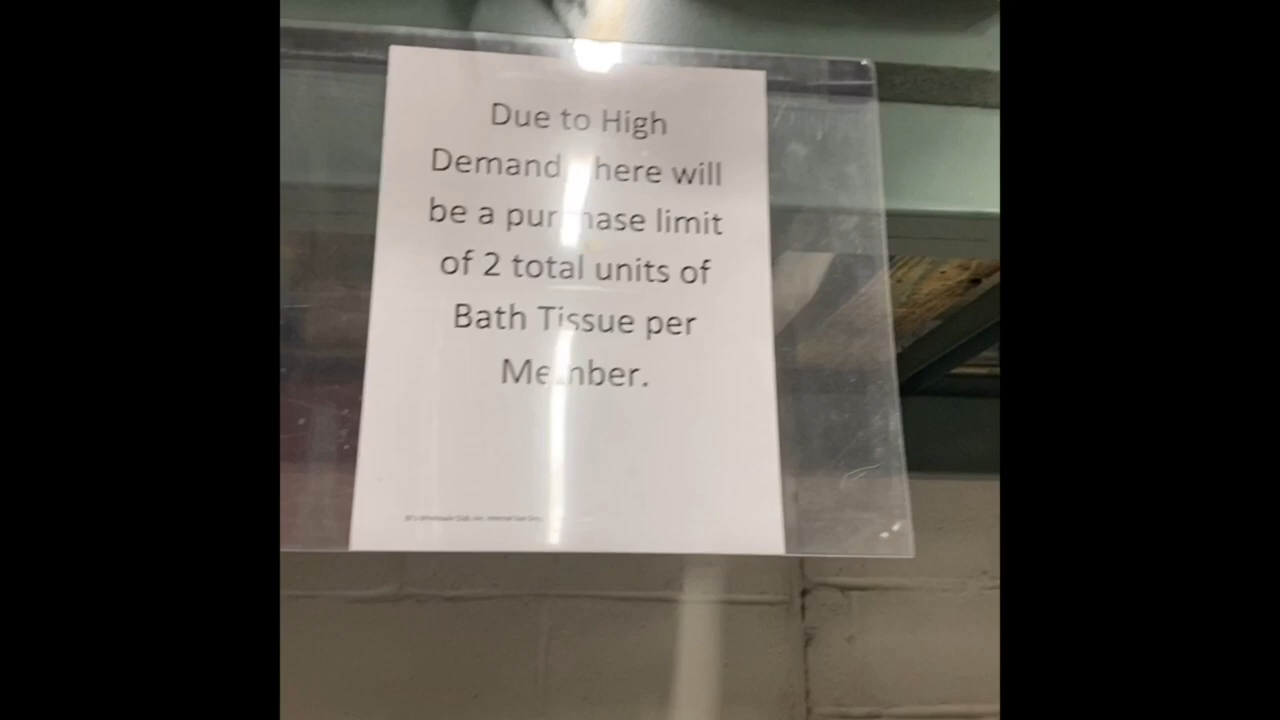 Due to High
Demand there will
be a purchase limit
of 2 total units of
Bath Tissue per
Member.